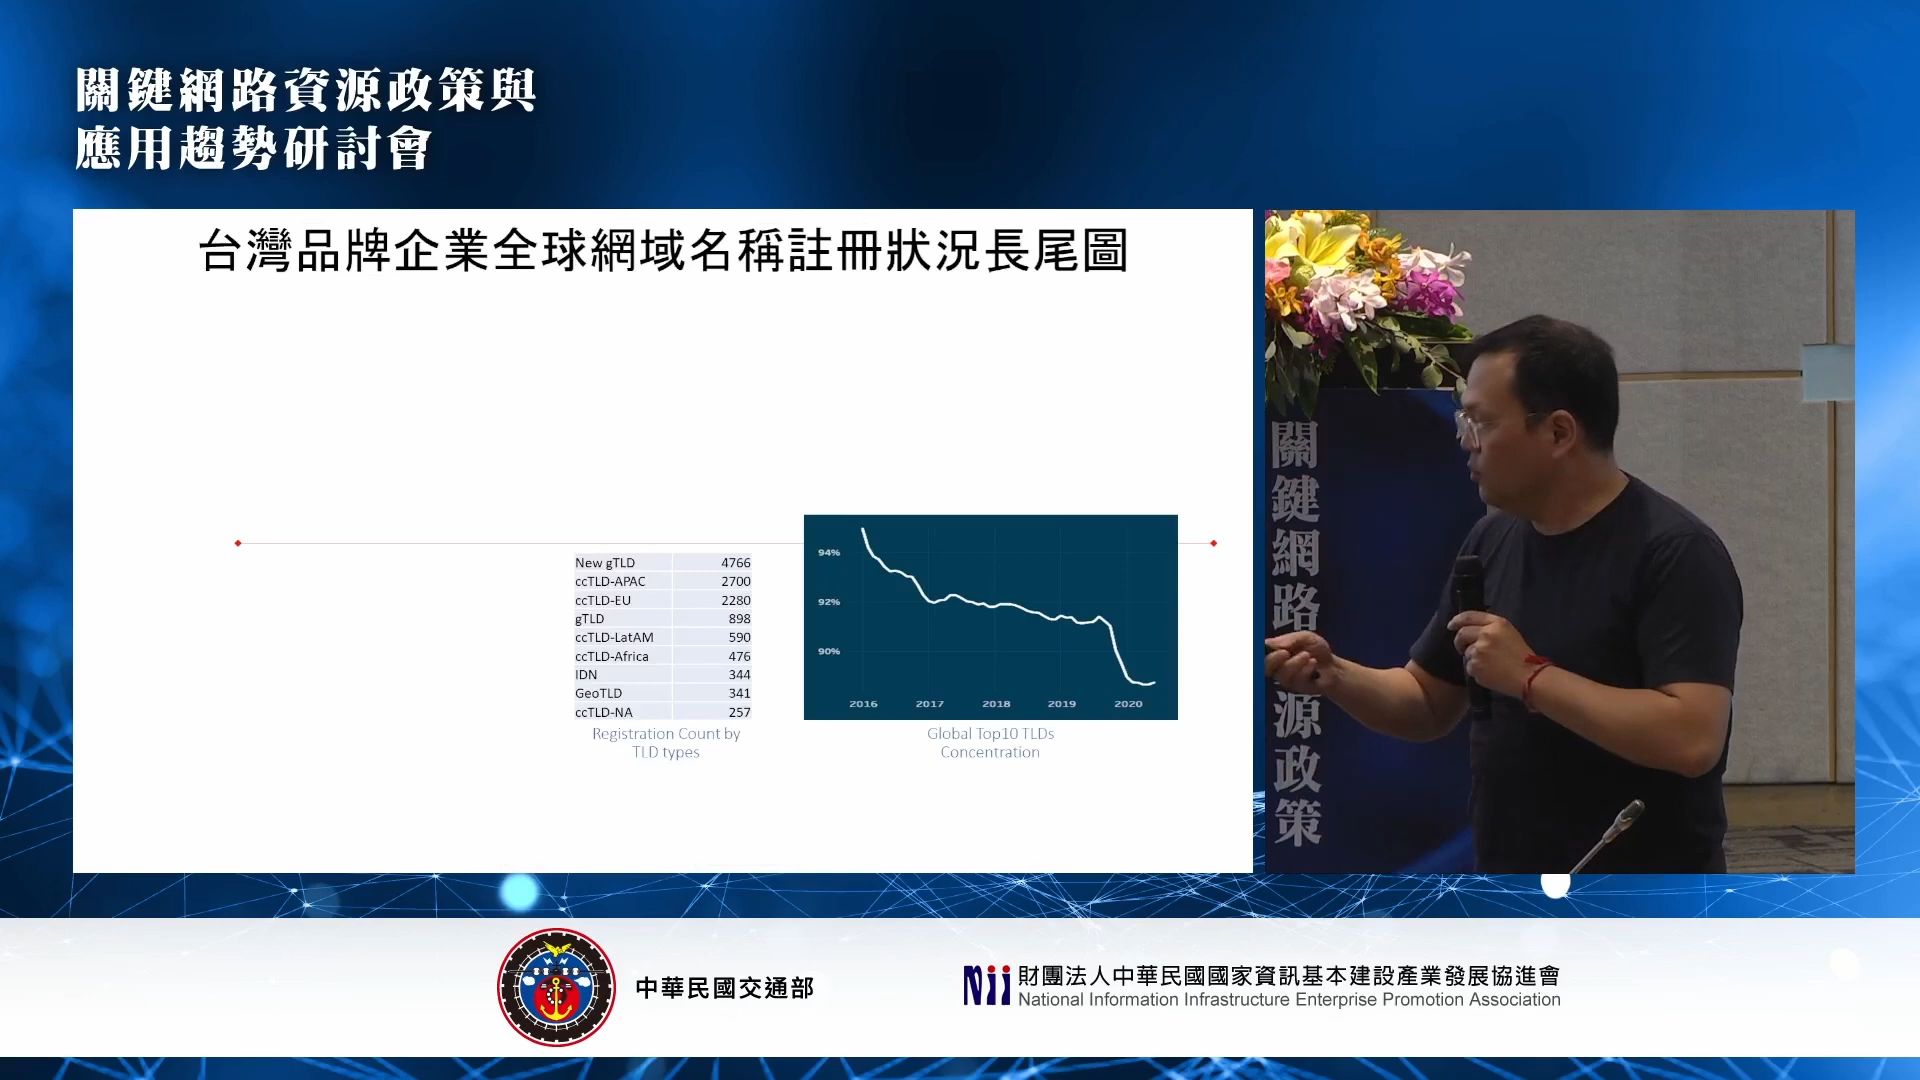 關鍵網路資源政策與
應用趨勢研討會
台灣品牌企業全球網域名稱註冊狀況長尾圖
New gTLD 4766
ccTLD-APAC 2700
ccTLD-EU 2280
gTLD 898
ccTLD-LatAM 590
ccTLD-Africa 476
IDN 344
GeoTLD 341
ccTLD-NA 257
Registration Count by
TLD types
94%
92%
90%
2016 2017 2018 2019 2020
Global Top10 TLDs
Concentration
關鍵網路
源政策
中華民國交通部
NII 財團法人中華民國國家資訊基本建設產業發展協進會
National Information Infrastructure Enterprise Promotion Association